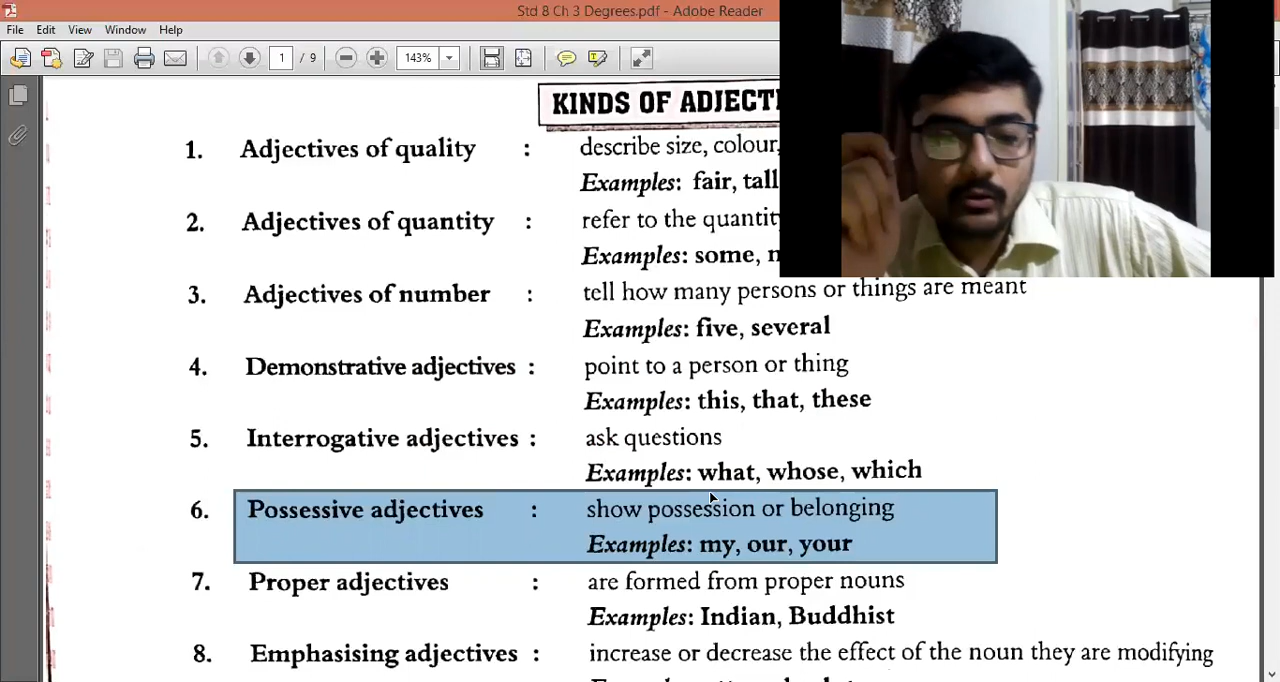 Std 8 Ch 3 Degrees.pdf - Adobe Reader
File Edit View Window Help
1 / 9 143%
KINDS OF
1. Adjectives of quality : describe size, colour,
Examples: fair, tall
2. Adjectives of quantity : refer to the quantity
Examples: some,
3. Adjectives of number : tell how many persons or things are meant
Examples: five, several
4. Demonstrative adjectives : point to a person or thing
Examples: this, that, these
5. Interrogative adjectives : ask questions
Examples: what, whose, which
6. Possessive adjectives : show possession or belonging
Examples: my, our, your
7. Proper adjectives : are formed from proper nouns
Examples: Indian, Buddhist
8. Emphasising adjectives : increase or decrease the effect of the noun they are modifying